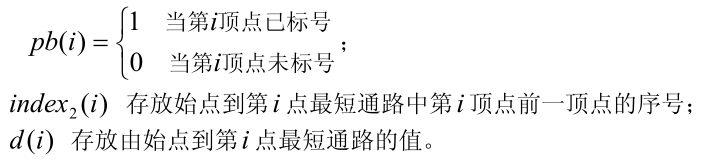 pb(i) = { 1 当第i顶点已标号
0 当第i顶点未标号 ;
index₂(i) 存放始点到第i点最短通路中第i顶点前一顶点的序号；
d(i) 存放由始点到第i点最短通路的值。